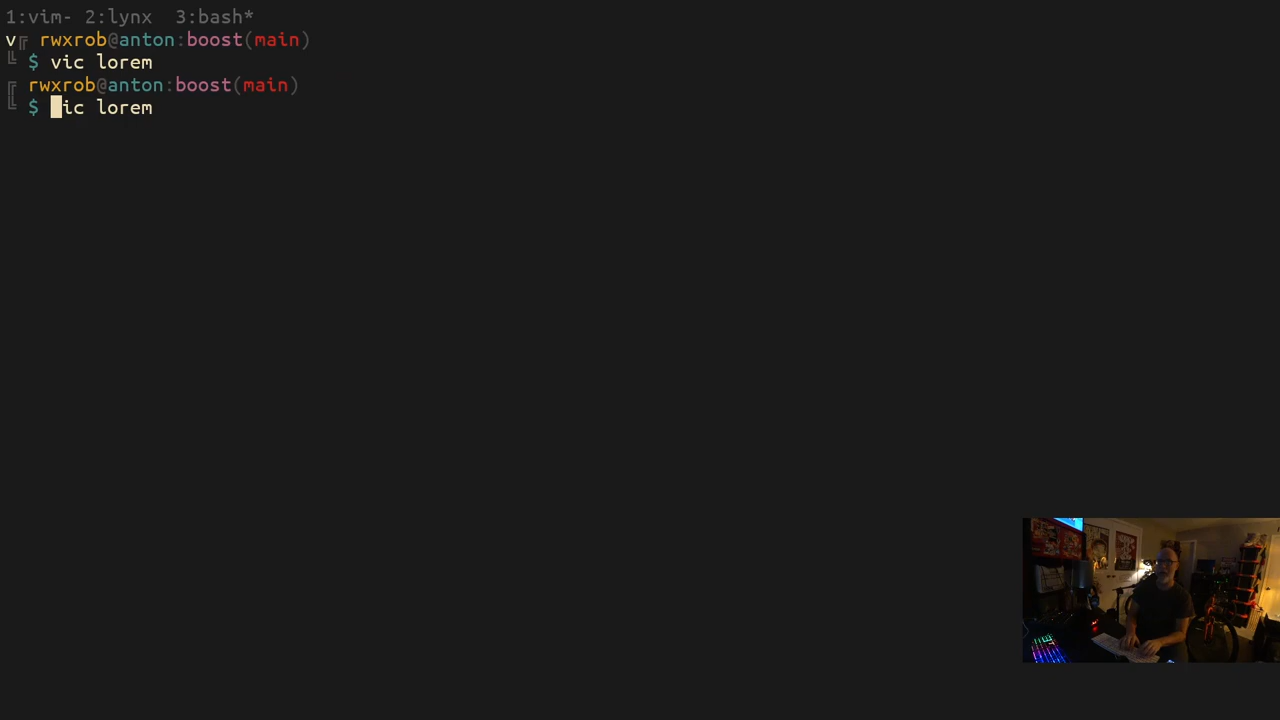 1:vim- 2:lynx  3:bash*
v╔ rwxrob@anton:boost(main)
╚ $ vic lorem
╔ rwxrob@anton:boost(main)
╚ $ vic lorem